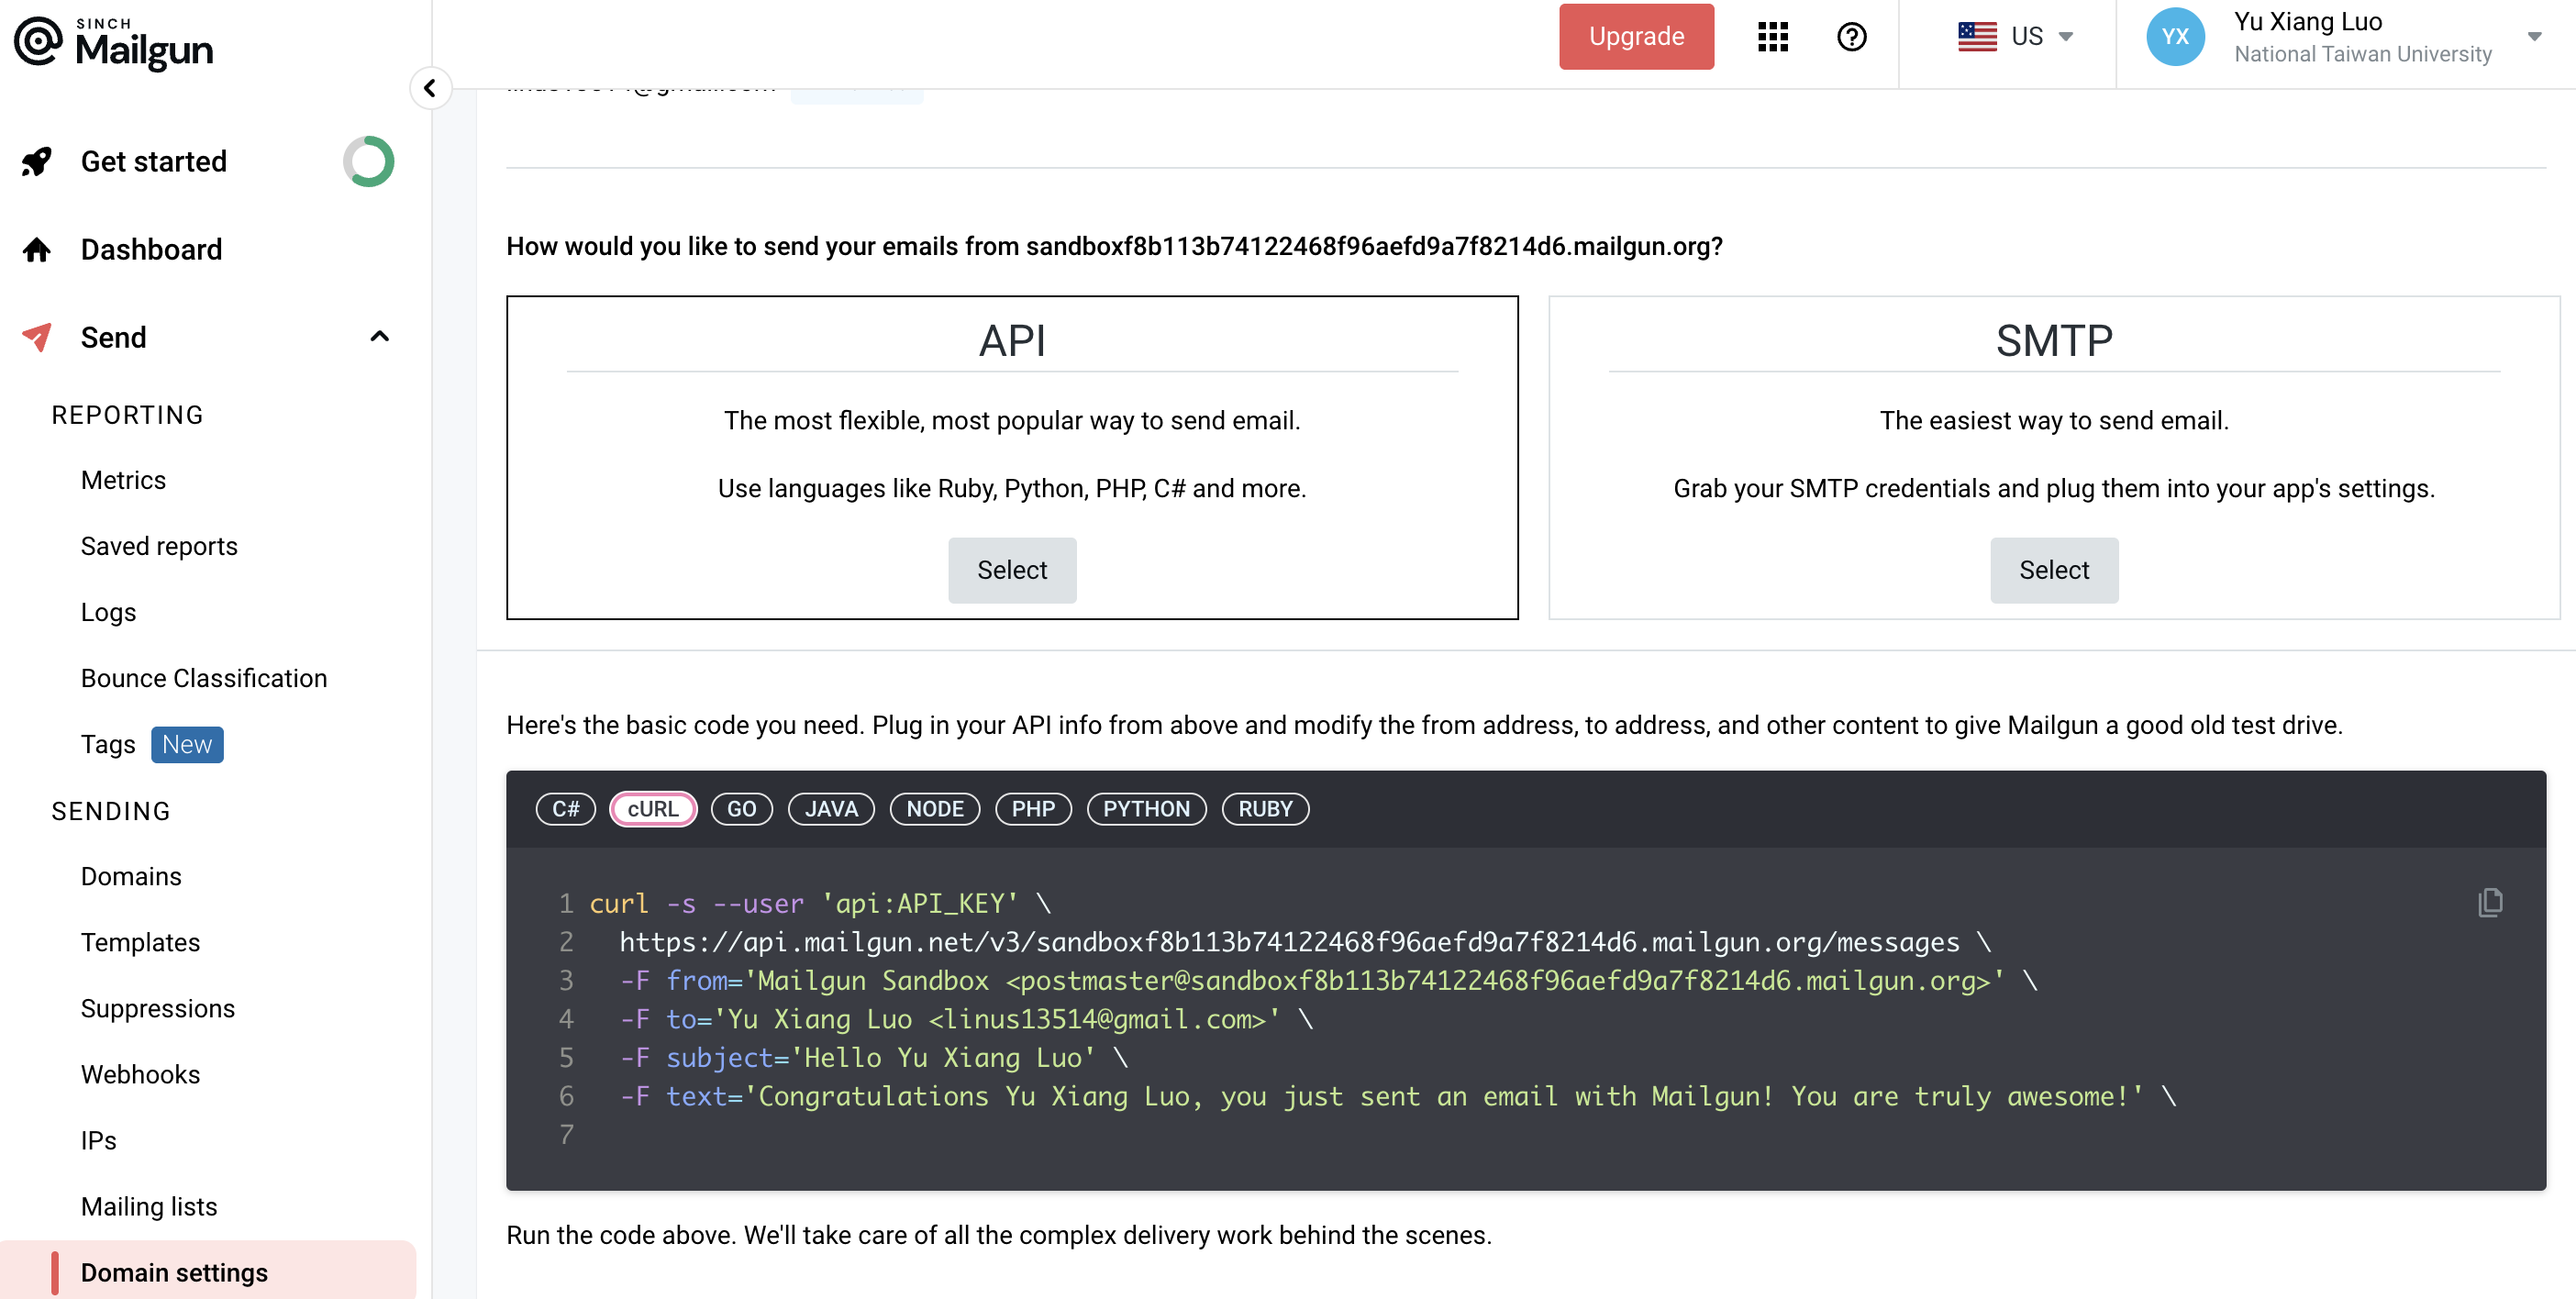 SINCH
Mailgun
Upgrade
US
YX
Yu Xiang Luo
National Taiwan University
Get started
Dashboard
Send
REPORTING
Metrics
Saved reports
Logs
Bounce Classification
Tags New
SENDING
Domains
Templates
Suppressions
Webhooks
IPs
Mailing lists
Domain settings
How would you like to send your emails from sandboxf8b113b74122468f96aefd9a7f8214d6.mailgun.org?
API
The most flexible, most popular way to send email.
Use languages like Ruby, Python, PHP, C# and more.
Select
SMTP
The easiest way to send email.
Grab your SMTP credentials and plug them into your app's settings.
Select
Here's the basic code you need. Plug in your API info from above and modify the from address, to address, and other content to give Mailgun a good old test drive.
C# cURL GO JAVA NODE PHP PYTHON RUBY
1 curl -s --user 'api:API_KEY' \
2 https://api.mailgun.net/v3/sandboxf8b113b74122468f96aefd9a7f8214d6.mailgun.org/messages \
3 -F from='Mailgun Sandbox <postmaster@sandboxf8b113b74122468f96aefd9a7f8214d6.mailgun.org>' \
4 -F to='Yu Xiang Luo <linus13514@gmail.com>' \
5 -F subject='Hello Yu Xiang Luo' \
6 -F text='Congratulations Yu Xiang Luo, you just sent an email with Mailgun! You are truly awesome!' \
7
Run the code above. We'll take care of all the complex delivery work behind the scenes.